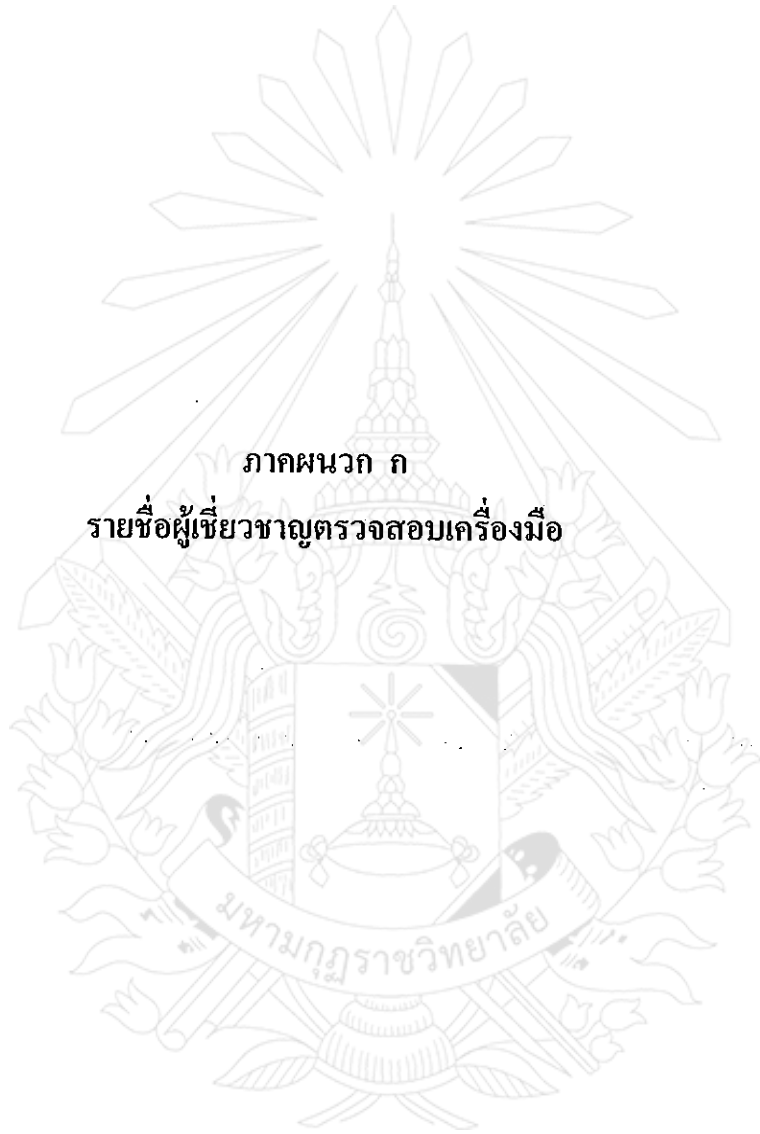 ภาคผนวก ก
รายชื่อผู้เชี่ยวชาญตรวจสอบเครื่องมือ
มหามกุฏราชวิทยาลัย